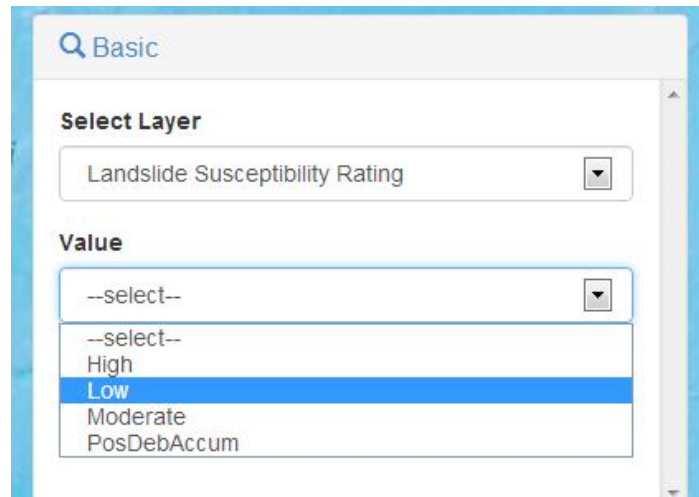 Basic
Select Layer
Landslide Susceptibility Rating
Value
--select--
--select--
High
Low
Moderate
PosDebAccum